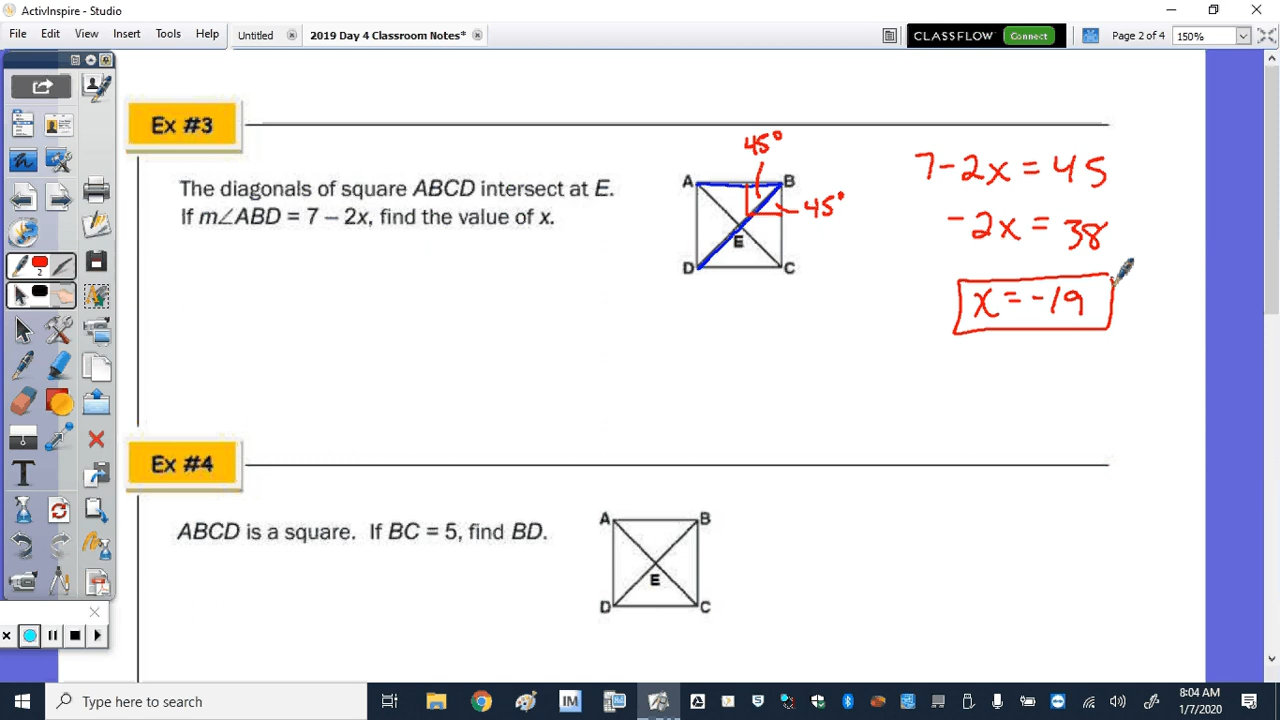 ActivInspire - Studio
File Edit View Insert Tools Help
Untitled
2019 Day 4 Classroom Notes*
CLASSFLOW Connect
Page 2 of 4
150%
Ex #3
The diagonals of square ABCD intersect at E.
If m∠ABD = 7 – 2x, find the value of x.
A
B
E
D
C
45°
45°
7-2x = 45
-2x = 38
x = -19
2
T
Ex #4
ABCD is a square. If BC = 5, find BD.
A
B
E
D
C
Type here to search
IM
8:04 AM
1/7/2020